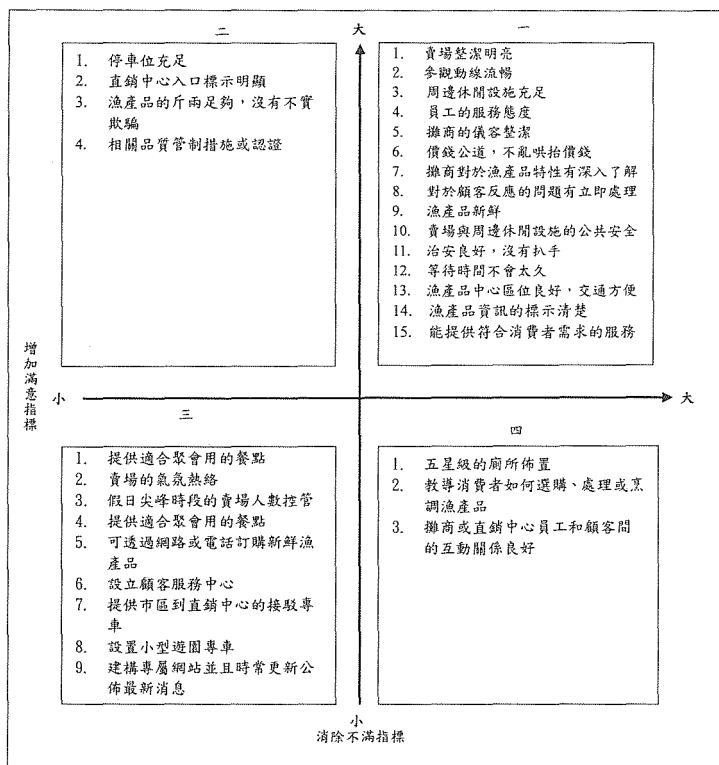 二
大
一
1. 停車位充足
2. 直銷中心入口標示明顯
3. 漁產品的斤兩足夠，沒有不實
欺騙
4. 相關品質管制措施或認證
1. 賣場整潔明亮
2. 參觀動線流暢
3. 周邊休閒設施充足
4. 員工的服務態度
5. 攤商的儀容整潔
6. 價錢公道，不亂哄抬價錢
7. 攤商對於漁產品特性有深入了解
8. 對於顧客反應的問題有立即處理
9. 漁產品新鮮
10. 賣場與周邊休閒設施的公共安全
11. 治安良好，沒有扒手
12. 等待時間不會太久
13. 漁產品中心區位良好，交通方便
14. 漁產品資訊的標示清楚
15. 能提供符合消費者需求的服務
增加滿意指標
小
大
三
四
1. 提供適合聚會用的餐點
2. 賣場的氣氛熱絡
3. 假日尖峰時段的賣場人數控管
4. 提供適合聚會用的餐點
5. 可透過網路或電話訂購新鮮漁
產品
6. 設立顧客服務中心
7. 提供市區到直銷中心的接駁專
車
8. 設置小型遊園專車
9. 建構專屬網站並且時常更新公
佈最新消息
1. 五星級的廁所佈置
2. 教導消費者如何選購、處理或烹
調漁產品
3. 攤商或直銷中心員工和顧客間
的互動關係良好
小
消除不滿指標